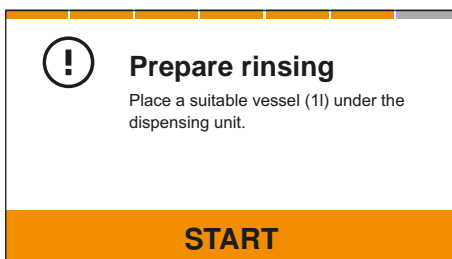 Prepare rinsing
Place a suitable vessel (1l) under the
dispensing unit.
START